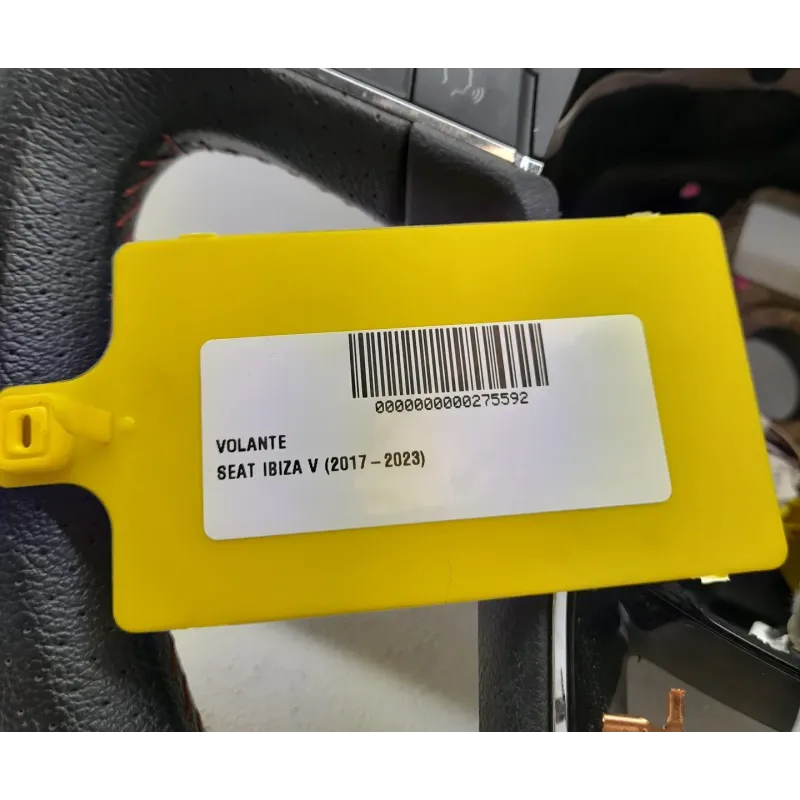 0000000000275592
VOLANTE
SEAT IBIZA V (2017-2023)